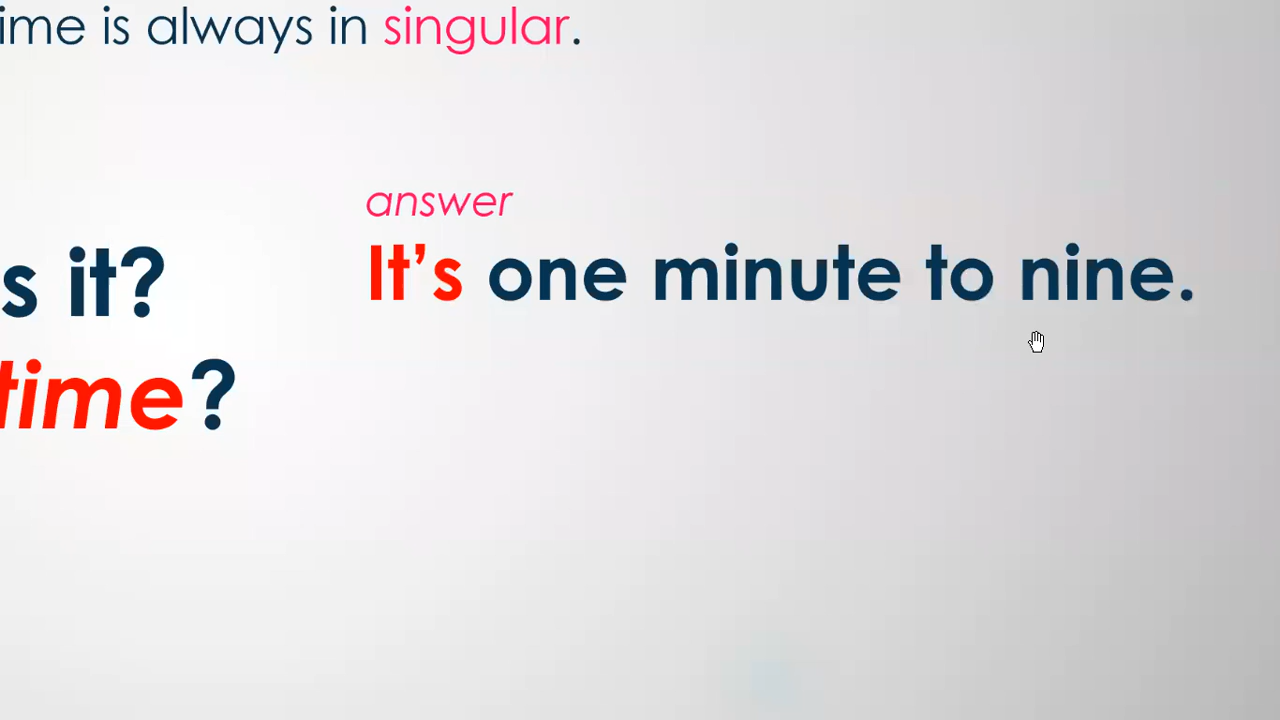 ime is always in singular.
answer
s it?
It's one minute to nine.
time?